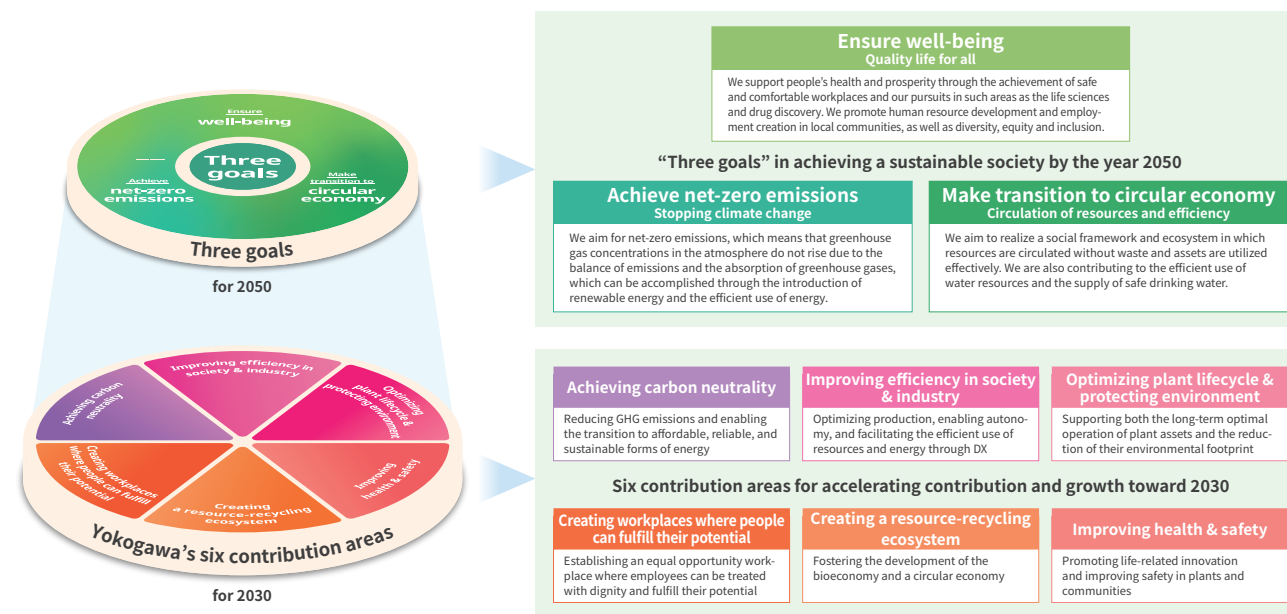 Ensure
well-being
Three
goals
Achieve
net-zero
emissions
Make
transition to
circular
economy
Three goals
for 2050
Achieving carbon
neutrality
Improving efficiency in
society & industry
Optimizing
plant lifecycle &
protecting environment
Creating workplaces
where people can fulfill
their potential
Creating
a resource-recycling
ecosystem
Improving
health & safety
Yokogawa's six contribution areas
for 2030
Ensure well-being
Quality life for all
We support people's health and prosperity through the achievement of safe
and comfortable workplaces and our pursuits in such areas as the life sciences
and drug discovery. We promote human resource development and employ-
ment creation in local communities, as well as diversity, equity and inclusion.
“Three goals” in achieving a sustainable society by the year 2050
Achieve net-zero emissions
Stopping climate change
We aim for net-zero emissions, which means that greenhouse
gas concentrations in the atmosphere do not rise due to the
balance of emissions and the absorption of greenhouse gases,
which can be accomplished through the introduction of
renewable energy and the efficient use of energy.
Make transition to circular economy
Circulation of resources and efficiency
We aim to realize a social framework and ecosystem in which
resources are circulated without waste and assets are utilized
effectively. We are also contributing to the efficient use of
water resources and the supply of safe drinking water.
Achieving carbon neutrality
Reducing GHG emissions and enabling
the transition to affordable, reliable, and
sustainable forms of energy
Improving efficiency in society
& industry
Optimizing production, enabling autono-
my, and facilitating the efficient use of
resources and energy through DX
Optimizing plant lifecycle &
protecting environment
Supporting both the long-term optimal
operation of plant assets and the reduc-
tion of their environmental footprint
Six contribution areas for accelerating contribution and growth toward 2030
Creating workplaces where people
can fulfill their potential
Establishing an equal opportunity work-
place where employees can be treated
with dignity and fulfill their potential
Creating a resource-recycling
ecosystem
Fostering the development of the
bioeconomy and a circular economy
Improving health & safety
Promoting life-related innovation
and improving safety in plants and
communities